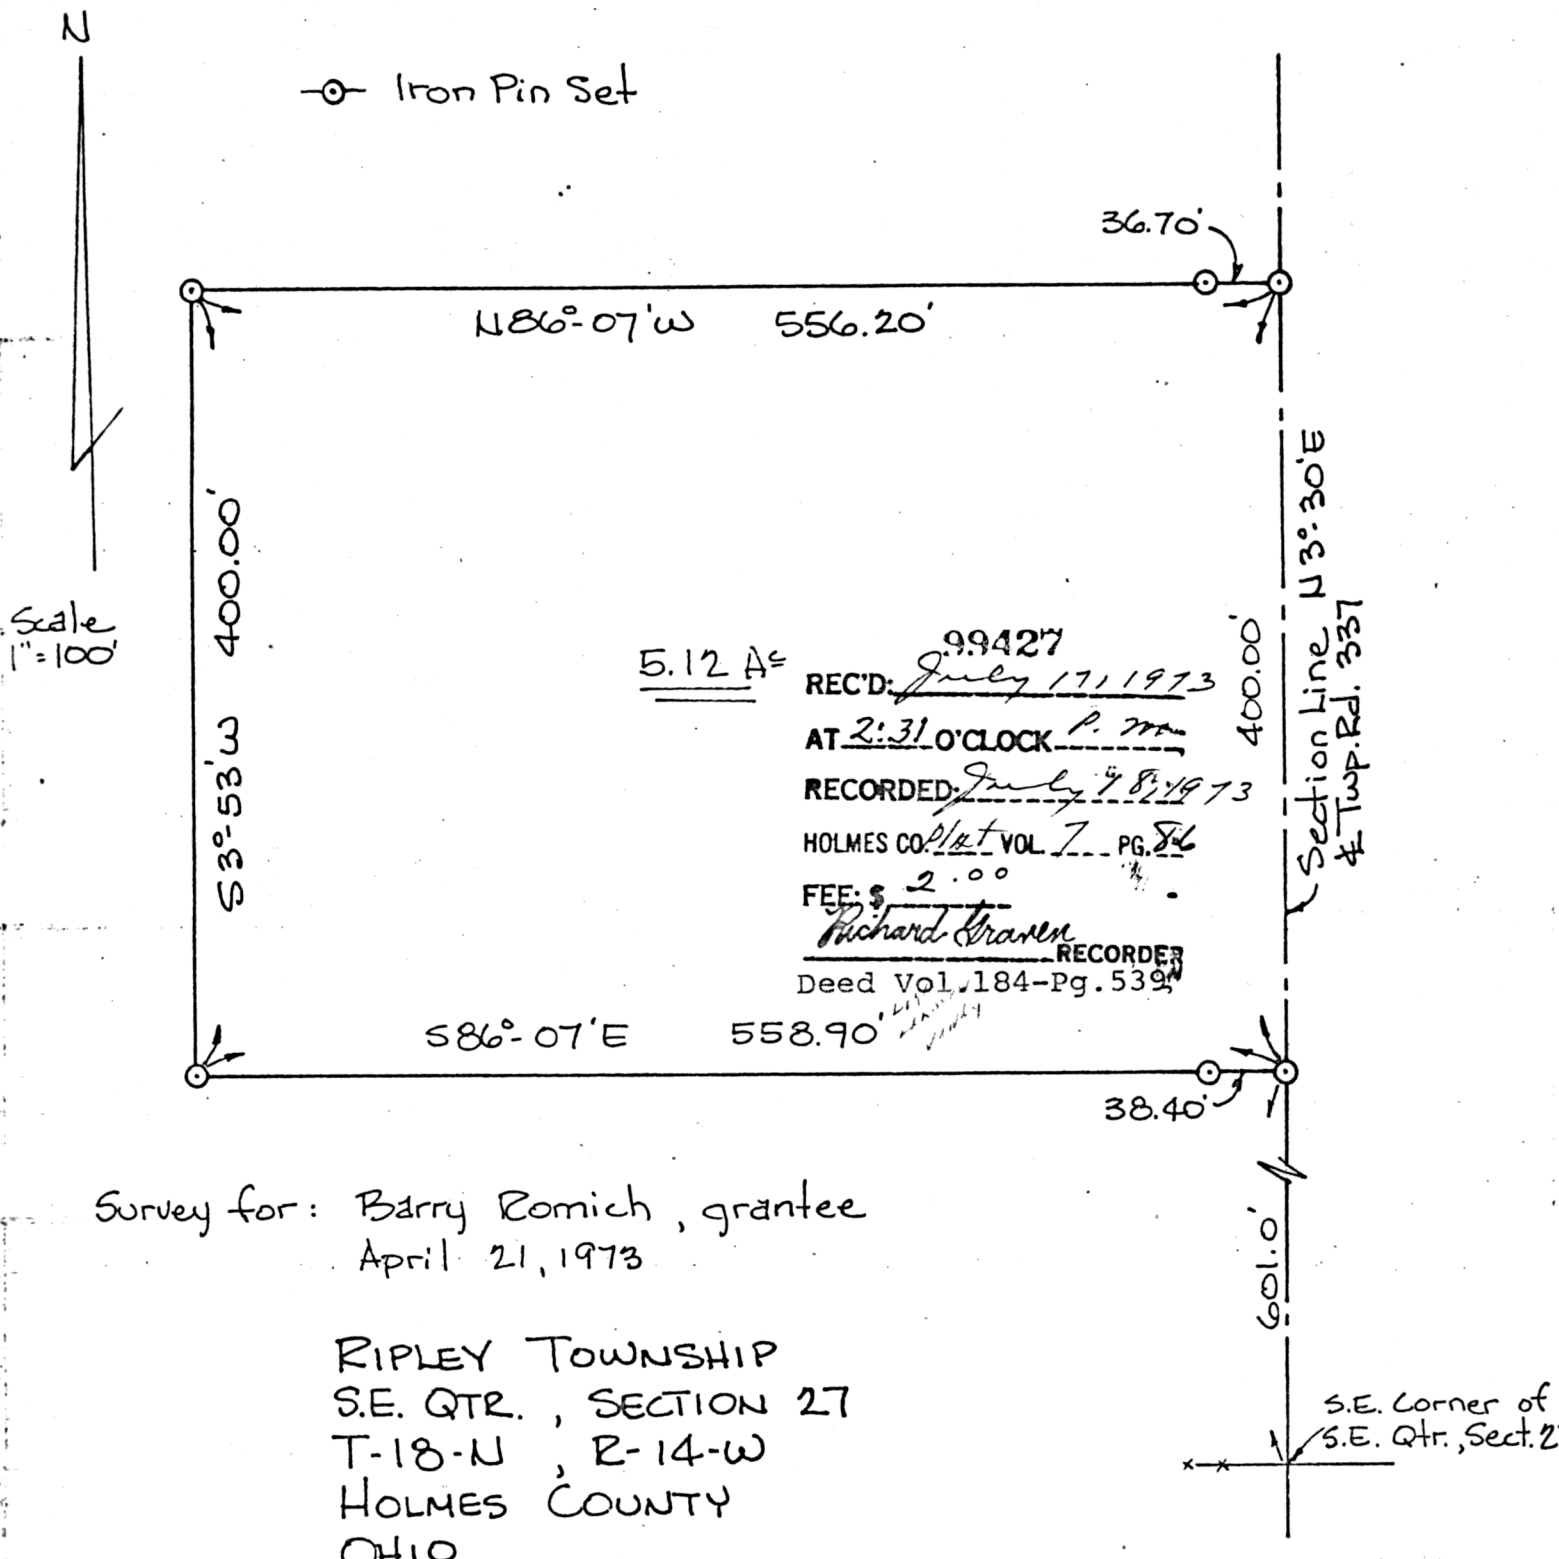 N
Iron Pin Set
36.70'
N86°-07'W 556.20'
S3°-53'W 400.00'
Scale
1"=100'
5.12 Ac
99427
REC'D: July 17, 1973
AT 2:31 O'CLOCK P. M
RECORDED: July 18, 1973
HOLMES CO. Plat VOL. 7 PG. 86
FEE: $ 2.00
Richard Graven
RECORDER
Deed Vol.184-Pg.539
400.00'
Section Line N3°-30'E
℄ Twp. Rd. 337
S86°-07'E 558.90'
38.40'
601.0'
Survey for: Barry Romich, grantee
April 21, 1973
RIPLEY TOWNSHIP
S.E. QTR., SECTION 27
T-18-N, R-14-W
HOLMES COUNTY
OHIO
S.E. Corner of
S.E. Qtr., Sect. 2